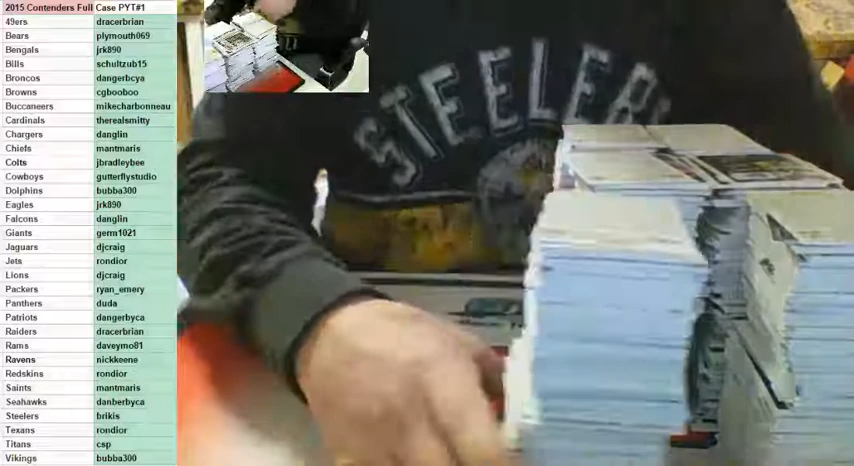 2015 Contenders Full Case PYT#1
49ers dracerbrian
Bears plymouth069
Bengals jrk890
Bills schultzub15
Broncos dangerbcya
Browns cgbooboo
Buccaneers mikecharbonneau
Cardinals therealsmitty
Chargers danglin
Chiefs mantmaris
Colts jbradleybee
Cowboys gutterflystudio
Dolphins bubba300
Eagles jrk890
Falcons danglin
Giants germ1021
Jaguars djcraig
Jets rondior
Lions djcraig
Packers ryan_emery
Panthers duda
Patriots dangerbyca
Raiders dracerbrian
Rams daveymo81
Ravens nickkeene
Redskins rondior
Saints mantmaris
Seahawks danberbyca
Steelers brikis
Texans rondior
Titans csp
Vikings bubba300
STEELERS